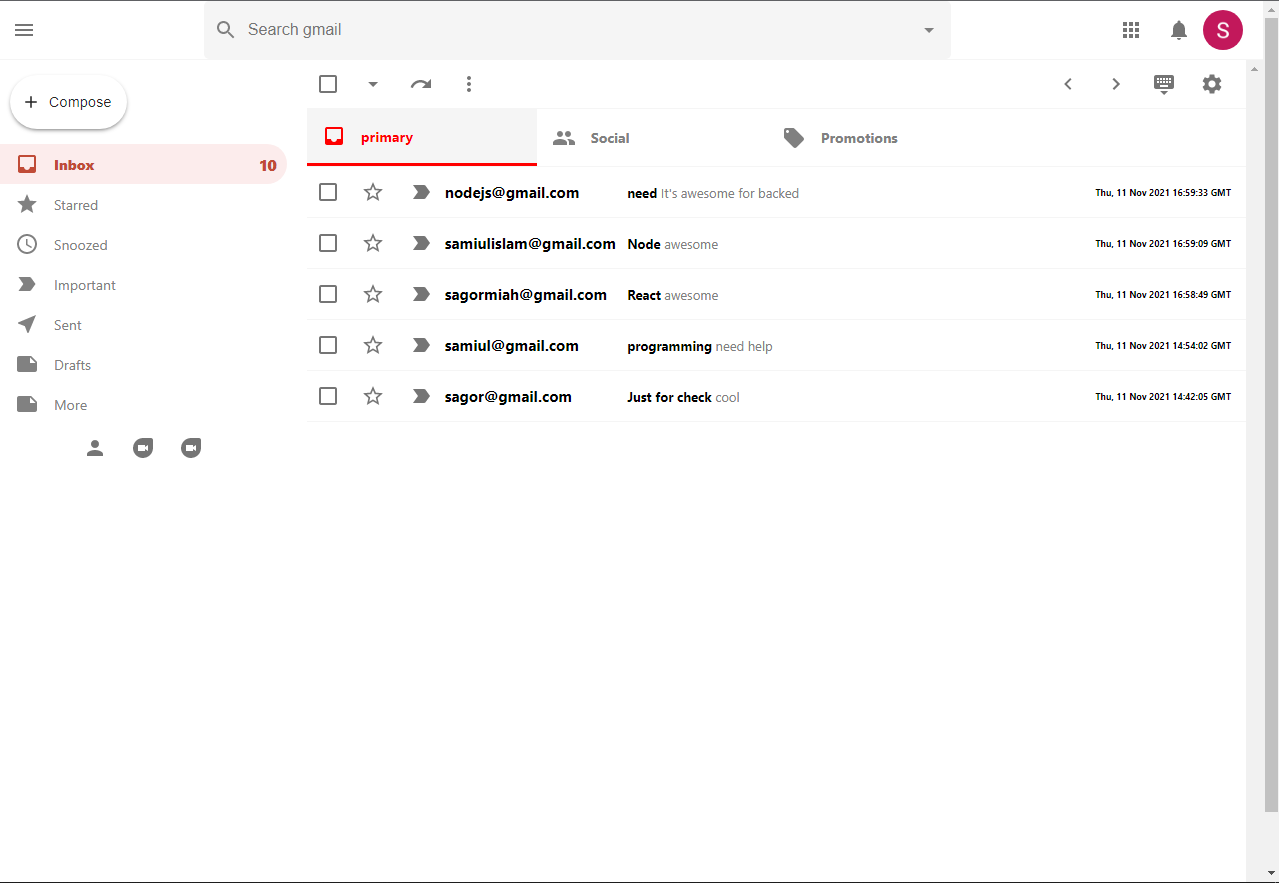 Search gmail
S
Compose
Inbox 10
Starred
Snoozed
Important
Sent
Drafts
More
primary Social Promotions
nodejs@gmail.com need It's awesome for backed Thu, 11 Nov 2021 16:59:33 GMT
samiulislam@gmail.com Node awesome Thu, 11 Nov 2021 16:59:09 GMT
sagormiah@gmail.com React awesome Thu, 11 Nov 2021 16:58:49 GMT
samiul@gmail.com programming need help Thu, 11 Nov 2021 14:54:02 GMT
sagor@gmail.com Just for check cool Thu, 11 Nov 2021 14:42:05 GMT